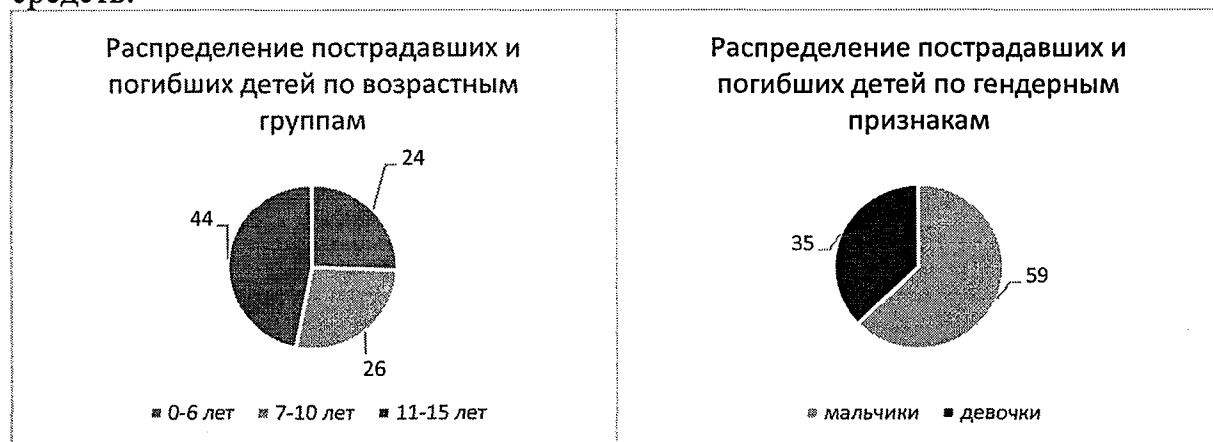 средств.
Распределение пострадавших и
погибших детей по возрастным
группам
24
44
26
0-6 лет 7-10 лет 11-15 лет
Распределение пострадавших и
погибших детей по гендерным
признакам
35
59
мальчики девочки